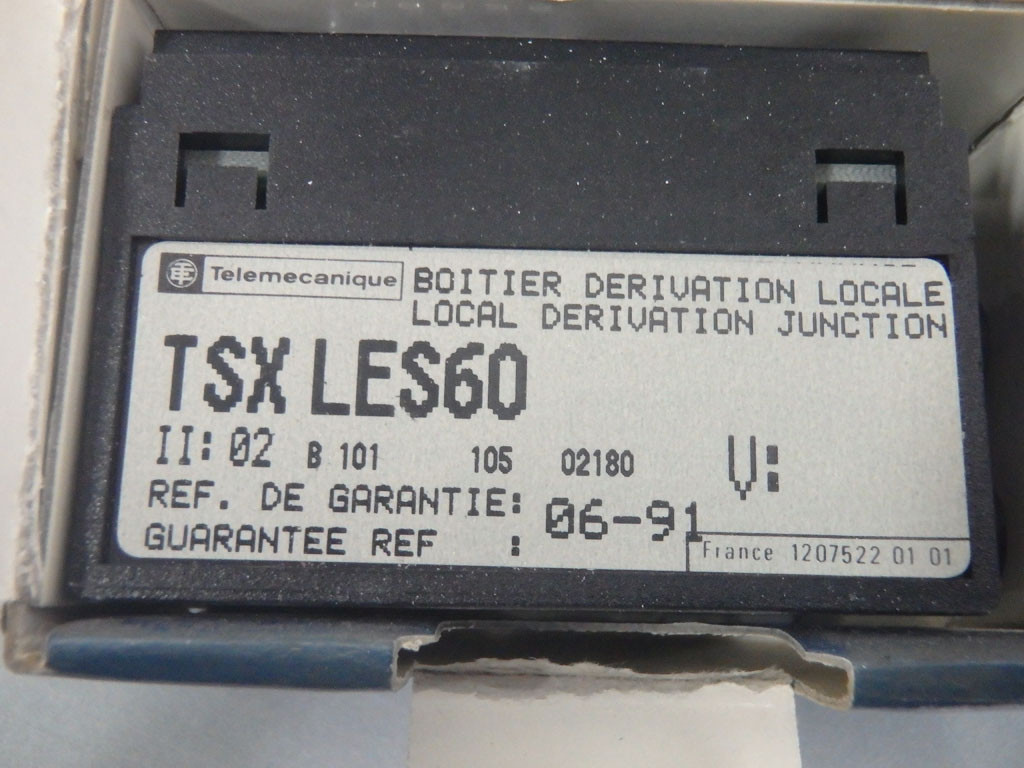 Telemecanique
BOITIER DERIVATION LOCALE
LOCAL DERIVATION JUNCTION
TSX LES60
II: 02 B 101 105 02180 V:
REF. DE GARANTIE:
GUARANTEE REF :
06-91
France 1207522 01 01